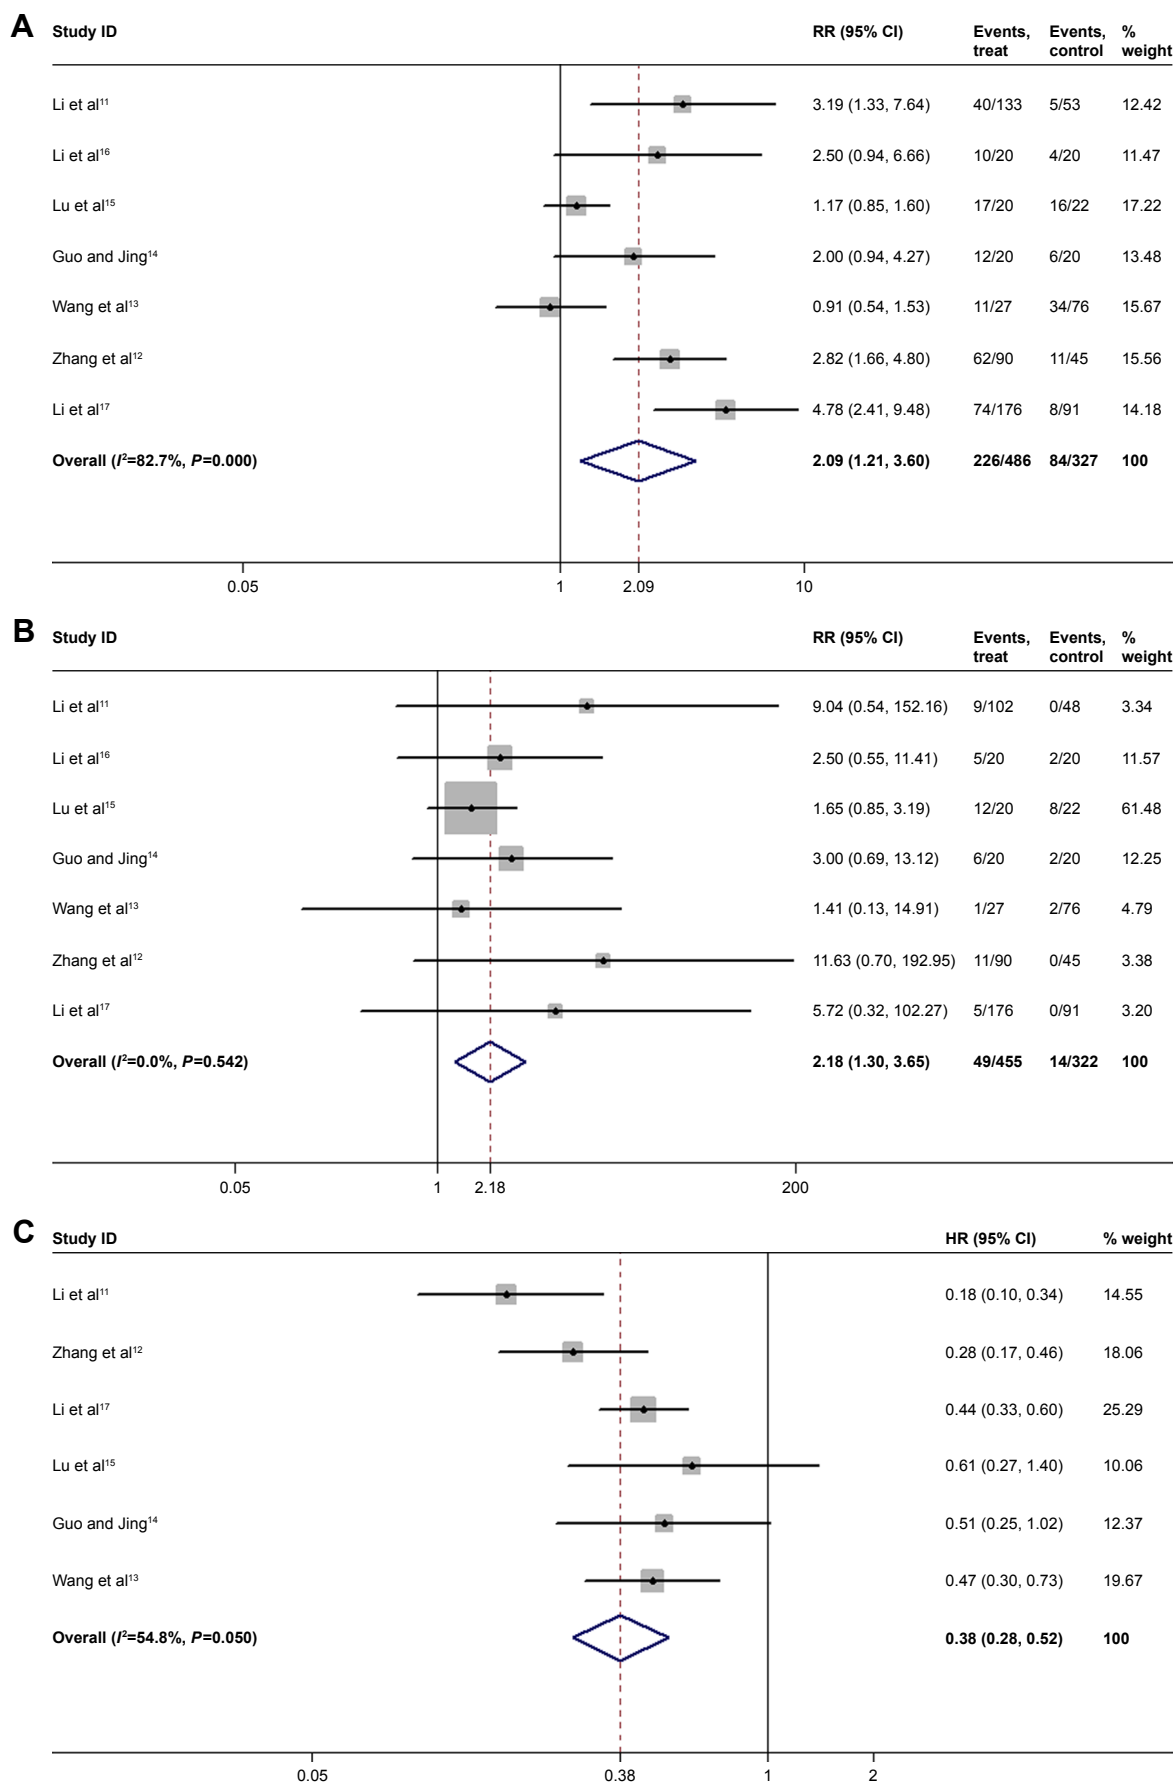 A Study ID RR (95% CI) Events, treat Events, control % weight
Li et al¹¹ 3.19 (1.33, 7.64) 40/133 5/53 12.42
Li et al¹⁶ 2.50 (0.94, 6.66) 10/20 4/20 11.47
Lu et al¹⁵ 1.17 (0.85, 1.60) 17/20 16/22 17.22
Guo and Jing¹⁴ 2.00 (0.94, 4.27) 12/20 6/20 13.48
Wang et al¹³ 0.91 (0.54, 1.53) 11/27 34/76 15.67
Zhang et al¹² 2.82 (1.66, 4.80) 62/90 11/45 15.56
Li et al¹⁷ 4.78 (2.41, 9.48) 74/176 8/91 14.18
Overall (I²=82.7%, P=0.000) 2.09 (1.21, 3.60) 226/486 84/327 100
0.05 1 2.09 10
B Study ID RR (95% CI) Events, treat Events, control % weight
Li et al¹¹ 9.04 (0.54, 152.16) 9/102 0/48 3.34
Li et al¹⁶ 2.50 (0.55, 11.41) 5/20 2/20 11.57
Lu et al¹⁵ 1.65 (0.85, 3.19) 12/20 8/22 61.48
Guo and Jing¹⁴ 3.00 (0.69, 13.12) 6/20 2/20 12.25
Wang et al¹³ 1.41 (0.13, 14.91) 1/27 2/76 4.79
Zhang et al¹² 11.63 (0.70, 192.95) 11/90 0/45 3.38
Li et al¹⁷ 5.72 (0.32, 102.27) 5/176 0/91 3.20
Overall (I²=0.0%, P=0.542) 2.18 (1.30, 3.65) 49/455 14/322 100
0.05 1 2.18 200
C Study ID HR (95% CI) % weight
Li et al¹¹ 0.18 (0.10, 0.34) 14.55
Zhang et al¹² 0.28 (0.17, 0.46) 18.06
Li et al¹⁷ 0.44 (0.33, 0.60) 25.29
Lu et al¹⁵ 0.61 (0.27, 1.40) 10.06
Guo and Jing¹⁴ 0.51 (0.25, 1.02) 12.37
Wang et al¹³ 0.47 (0.30, 0.73) 19.67
Overall (I²=54.8%, P=0.050) 0.38 (0.28, 0.52) 100
0.05 0.38 1 2